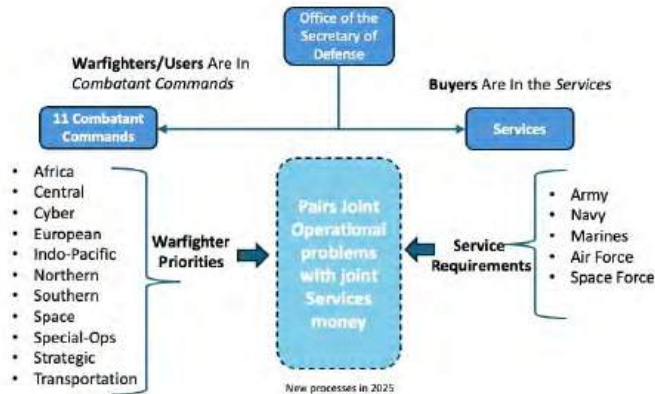 Office of the
Secretary of
Defense
Warfighters/Users Are In
Combatant Commands
Buyers Are In the Services
11 Combatant
Commands
Services
• Africa
• Central
• Cyber
• European
• Indo-Pacific
• Northern
• Southern
• Space
• Special-Ops
• Strategic
• Transportation
Warfighter
Priorities
Pairs Joint
Operational
problems
with joint
Services
money
Service
Requirements
• Army
• Navy
• Marines
• Air Force
• Space Force
New processes in 2025